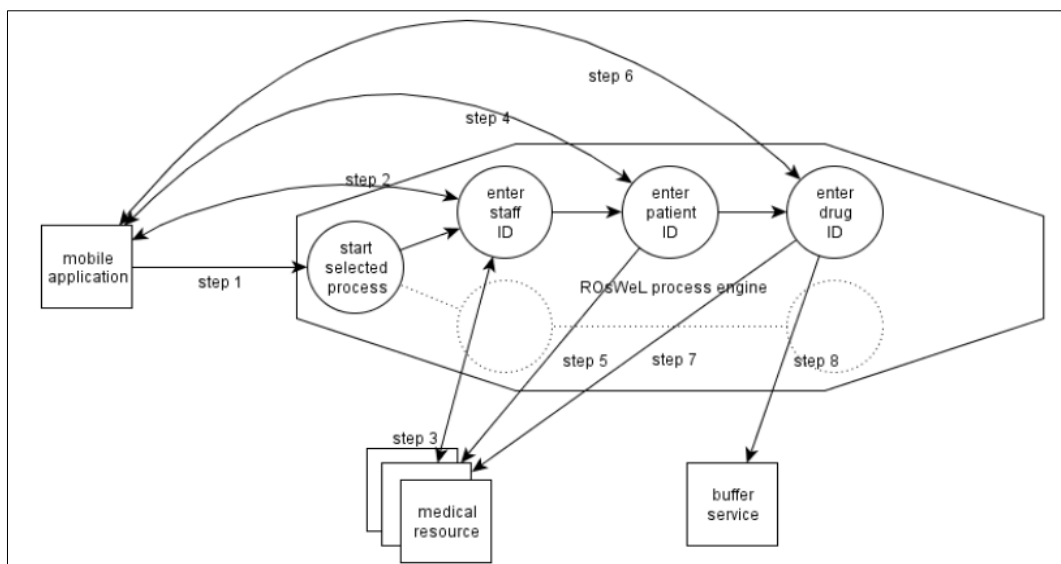 step 6
step 4
step 2
enter
staff
ID
enter
patient
ID
enter
drug
ID
mobile
application
start
selected
process
step 1
ROsWeL process engine
step 5
step 7
step 8
step 3
medical
resource
buffer
service